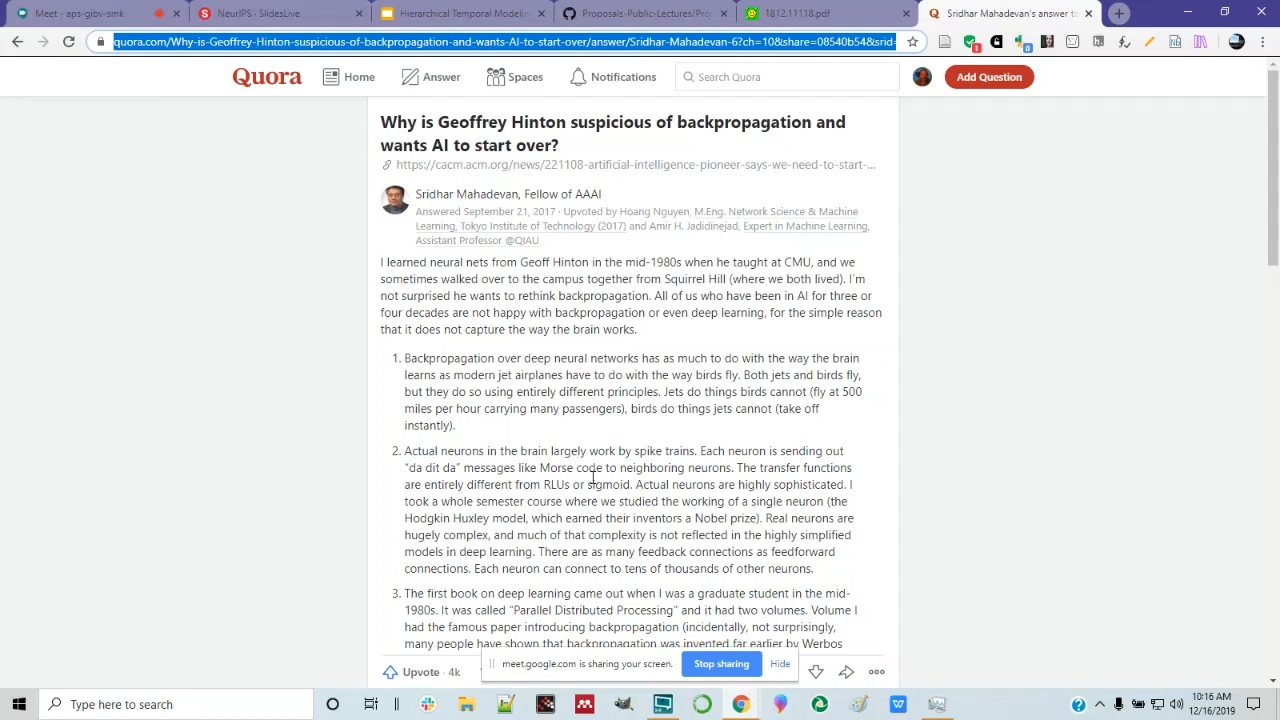 Meet - aps-gibv-smk
NeurIPS - SlidesLive
Hierarchical Temporal Modelin
Proposals-Public-Lectures/Prop
1812.11118.pdf
Sridhar Mahadevan's answer to
quora.com/Why-is-Geoffrey-Hinton-suspicious-of-backpropagation-and-wants-AI-to-start-over/answer/Sridhar-Mahadevan-6?ch=10&share=08540b54&srid=
Quora
Home
Answer
Spaces
Notifications
Search Quora
Add Question
Why is Geoffrey Hinton suspicious of backpropagation and
wants AI to start over?
https://cacm.acm.org/news/221108-artificial-intelligence-pioneer-says-we-need-to-start-...
Sridhar Mahadevan, Fellow of AAAI
Answered September 21, 2017 · Upvoted by Hoang Nguyen, M.Eng. Network Science & Machine
Learning, Tokyo Institute of Technology (2017) and Amir H. Jadidinejad, Expert in Machine Learning,
Assistant Professor @QIAU
I learned neural nets from Geoff Hinton in the mid-1980s when he taught at CMU, and we
sometimes walked over to the campus together from Squirrel Hill (where we both lived). I'm
not surprised he wants to rethink backpropagation. All of us who have been in AI for three or
four decades are not happy with backpropagation or even deep learning, for the simple reason
that it does not capture the way the brain works.
1. Backpropagation over deep neural networks has as much to do with the way the brain
learns as modern jet airplanes have to do with the way birds fly. Both jets and birds fly,
but they do so using entirely different principles. Jets do things birds cannot (fly at 500
miles per hour carrying many passengers), birds do things jets cannot (take off
instantly).
2. Actual neurons in the brain largely work by spike trains. Each neuron is sending out
“da dit da” messages like Morse code to neighboring neurons. The transfer functions
are entirely different from RLUs or sigmoid. Actual neurons are highly sophisticated. I
took a whole semester course where we studied the working of a single neuron (the
Hodgkin Huxley model, which earned their inventors a Nobel prize). Real neurons are
hugely complex, and much of that complexity is not reflected in the highly simplified
models in deep learning. There are as many feedback connections as feedforward
connections. Each neuron can connect to tens of thousands of other neurons.
3. The first book on deep learning came out when I was a graduate student in the mid-
1980s. It was called “Parallel Distributed Processing” and it had two volumes. Volume I
had the famous paper introducing backpropagation (incidentally, not surprisingly,
many people have shown that backpropagation was invented far earlier by Werbos
meet.google.com is sharing your screen.
Stop sharing
Hide
Upvote · 4k
Type here to search
10:16 AM
12/16/2019